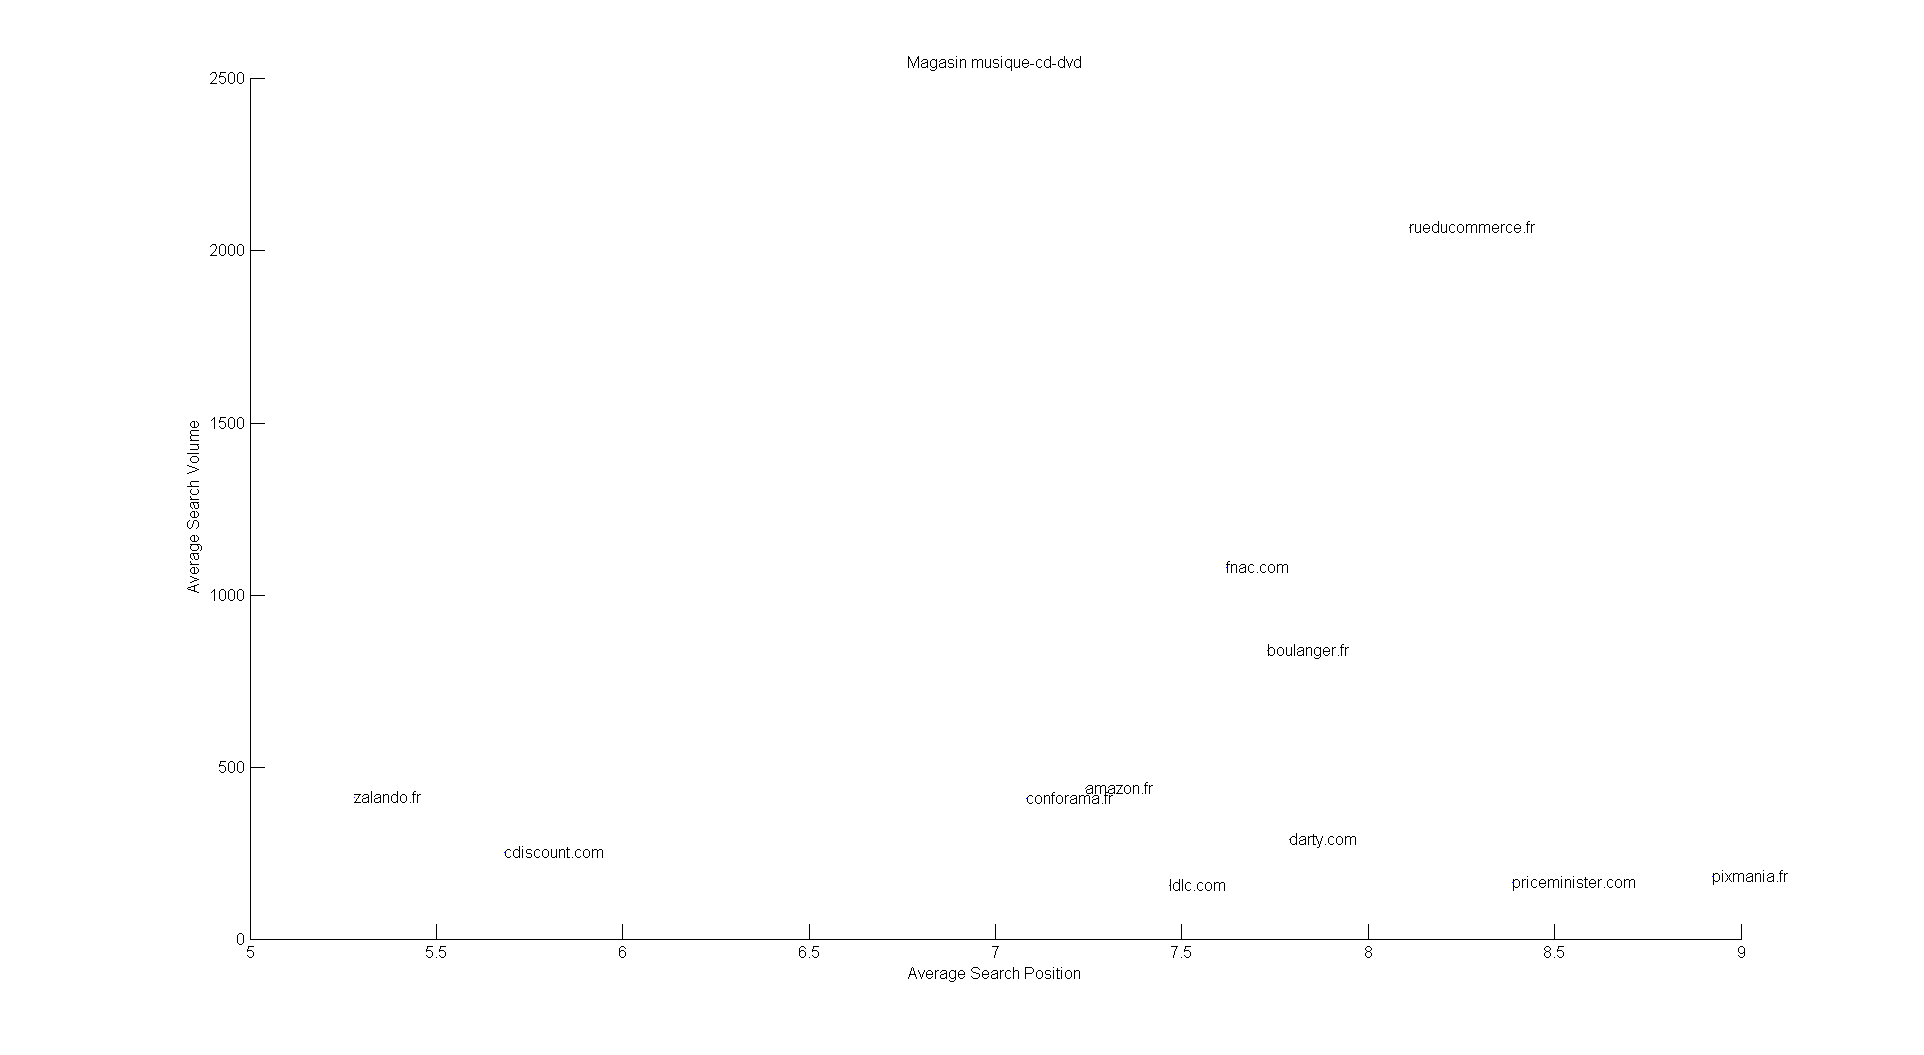 Magasin musique-cd-dvd
2500
2000
1500
1000
500
0
Average Search Volume
rueducommerce.fr
fnac.com
boulanger.fr
amazon.fr
zalando.fr
conforama.fr
darty.com
cdiscount.com
pixmania.fr
priceminister.com
ldlc.com
5
5.5
6
6.5
7
7.5
8
8.5
9
Average Search Position